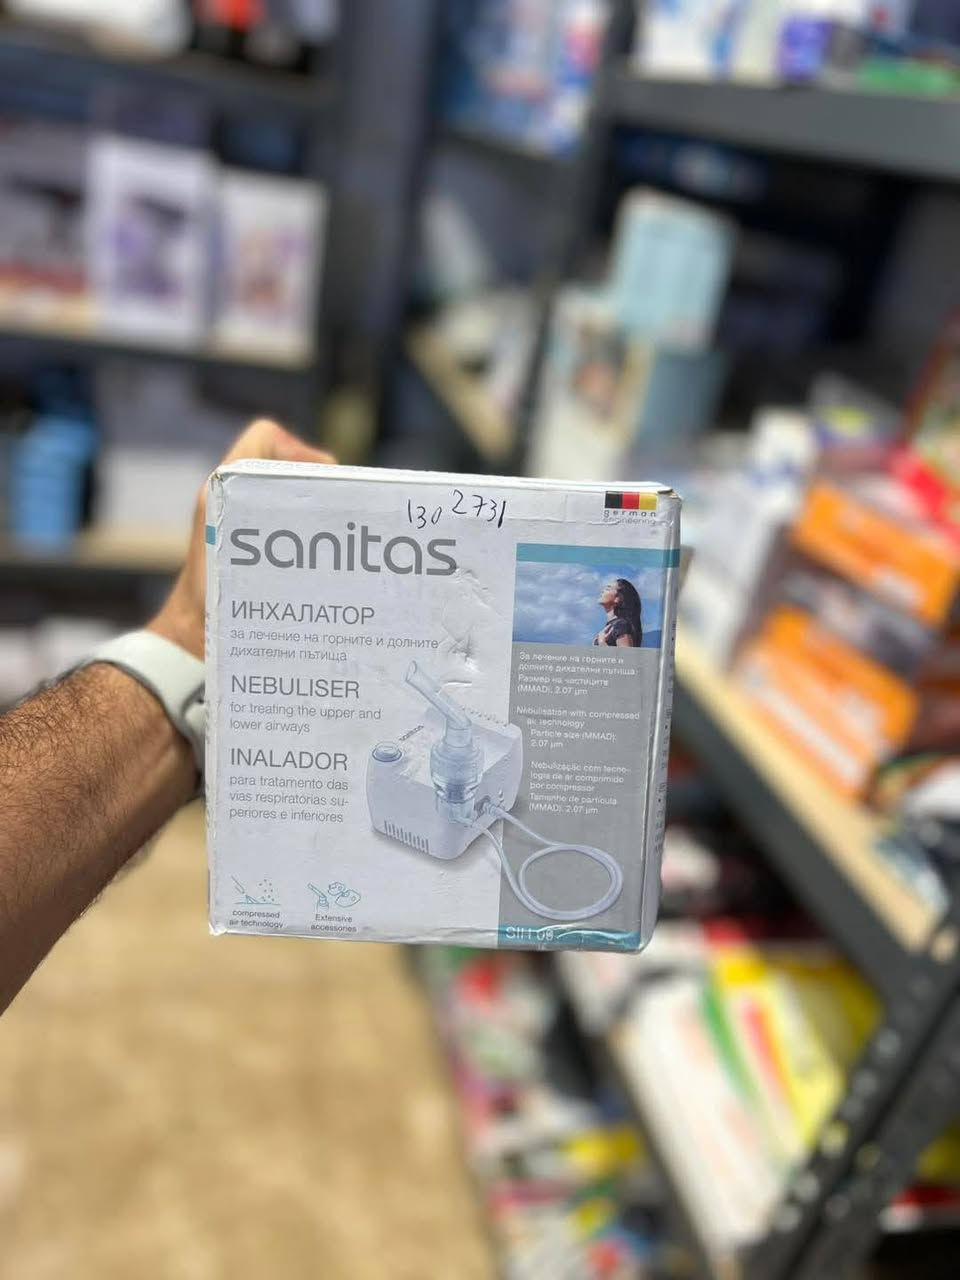 130 2731
german
engineering
sanitas
ИНХАЛАТОР
за лечение на горните и долните
дихателни пътища
NEBULISER
for treating the upper and
lower airways
INALADOR
para tratamento das
vias respiratórias su-
periores e inferiores
compressed
air technology
Extensive
accessories
За лечение на горните и
долните дихателни пътища
Размер на частиците
(MMAD): 2.07 µm
Nebulisation with compressed
air technology
Particle size (MMAD):
2.07 µm
Nebulização com tecno-
logia de ar comprimido
por compressor
Tamanho de partícula
(MMAD): 2.07 µm
sanitas